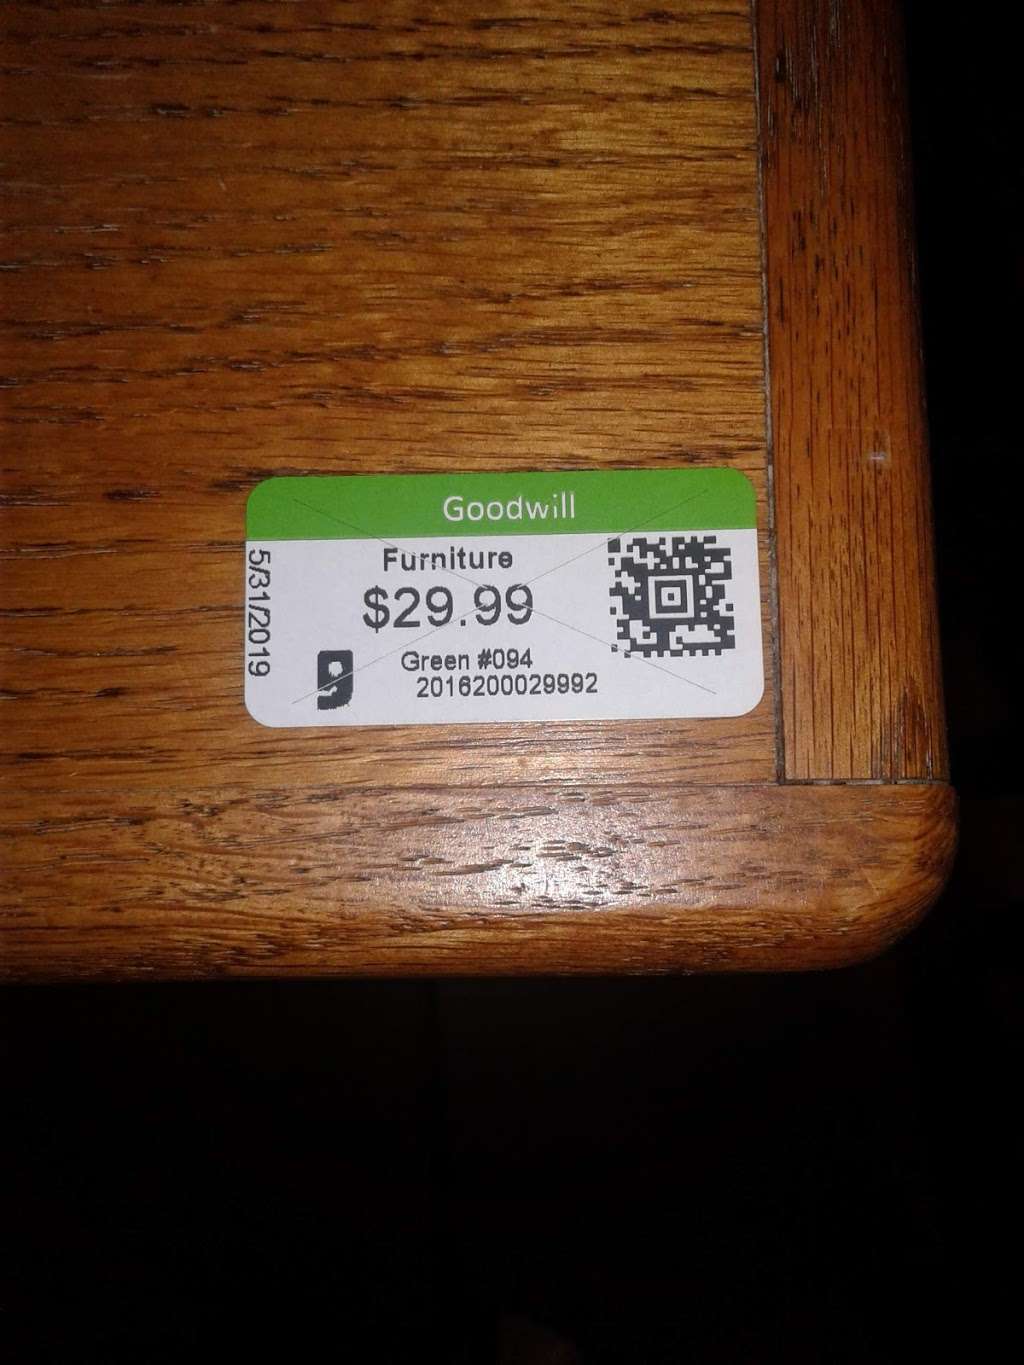 Goodwill
Furniture
$29.99
Green #094
2016200029992
5/31/2019